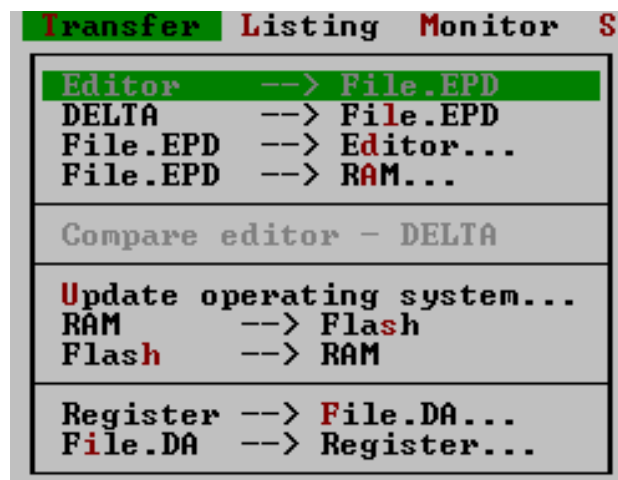 Transfer Listing Monitor S
Editor --> File.EPD
DELTA --> File.EPD
File.EPD --> Editor...
File.EPD --> RAM...
Compare editor - DELTA
Update operating system...
RAM --> Flash
Flash --> RAM
Register --> File.DA...
File.DA --> Register...